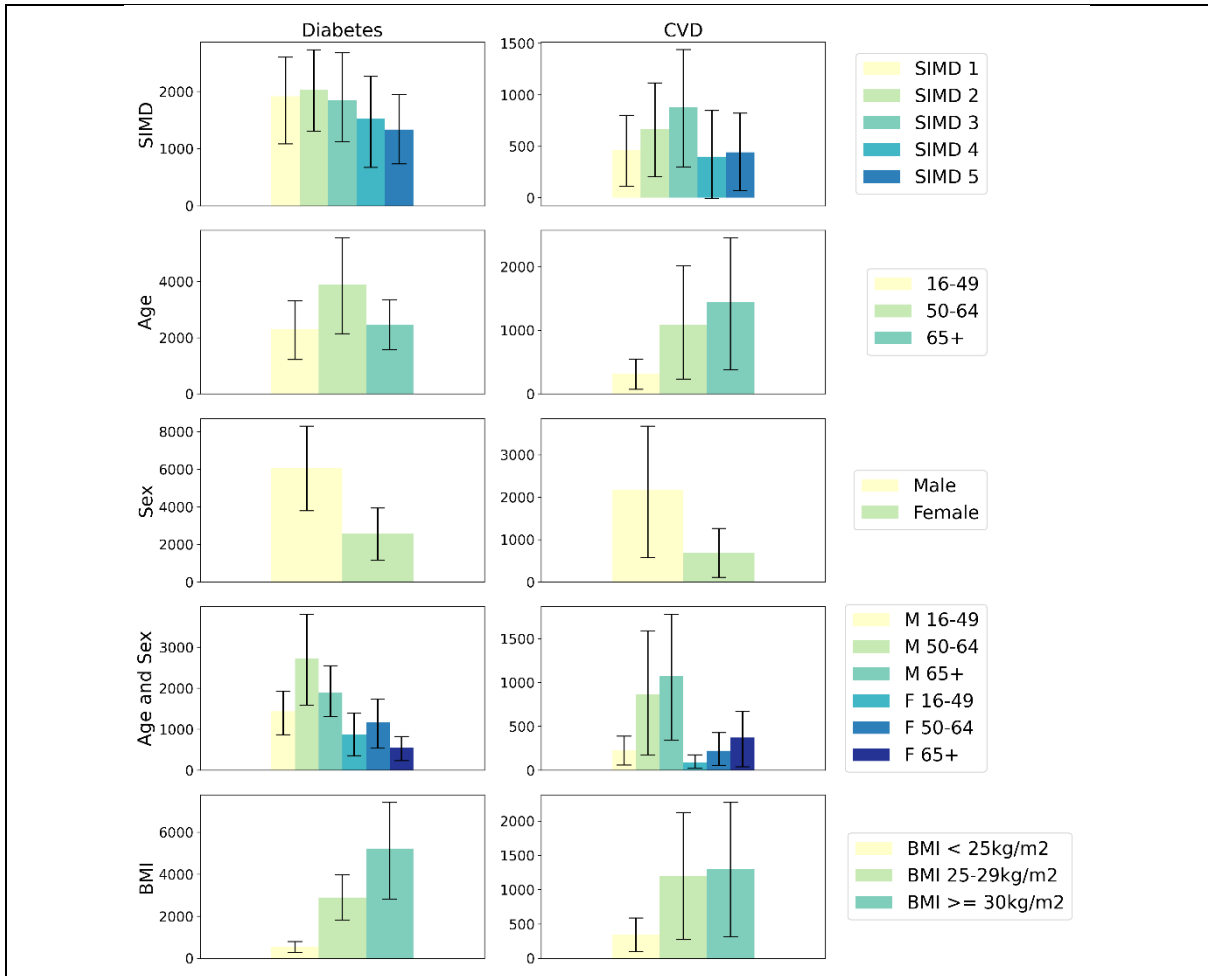 Diabetes
CVD
SIMD
2000
1000
0
1500
1000
500
0
SIMD 1
SIMD 2
SIMD 3
SIMD 4
SIMD 5
Age
4000
2000
0
2000
1000
0
16-49
50-64
65+
Sex
8000
6000
4000
2000
0
3000
2000
1000
0
Male
Female
Age and Sex
3000
2000
1000
0
1500
1000
500
0
M 16-49
M 50-64
M 65+
F 16-49
F 50-64
F 65+
BMI
6000
4000
2000
0
2000
1500
1000
500
0
BMI < 25kg/m2
BMI 25-29kg/m2
BMI >= 30kg/m2